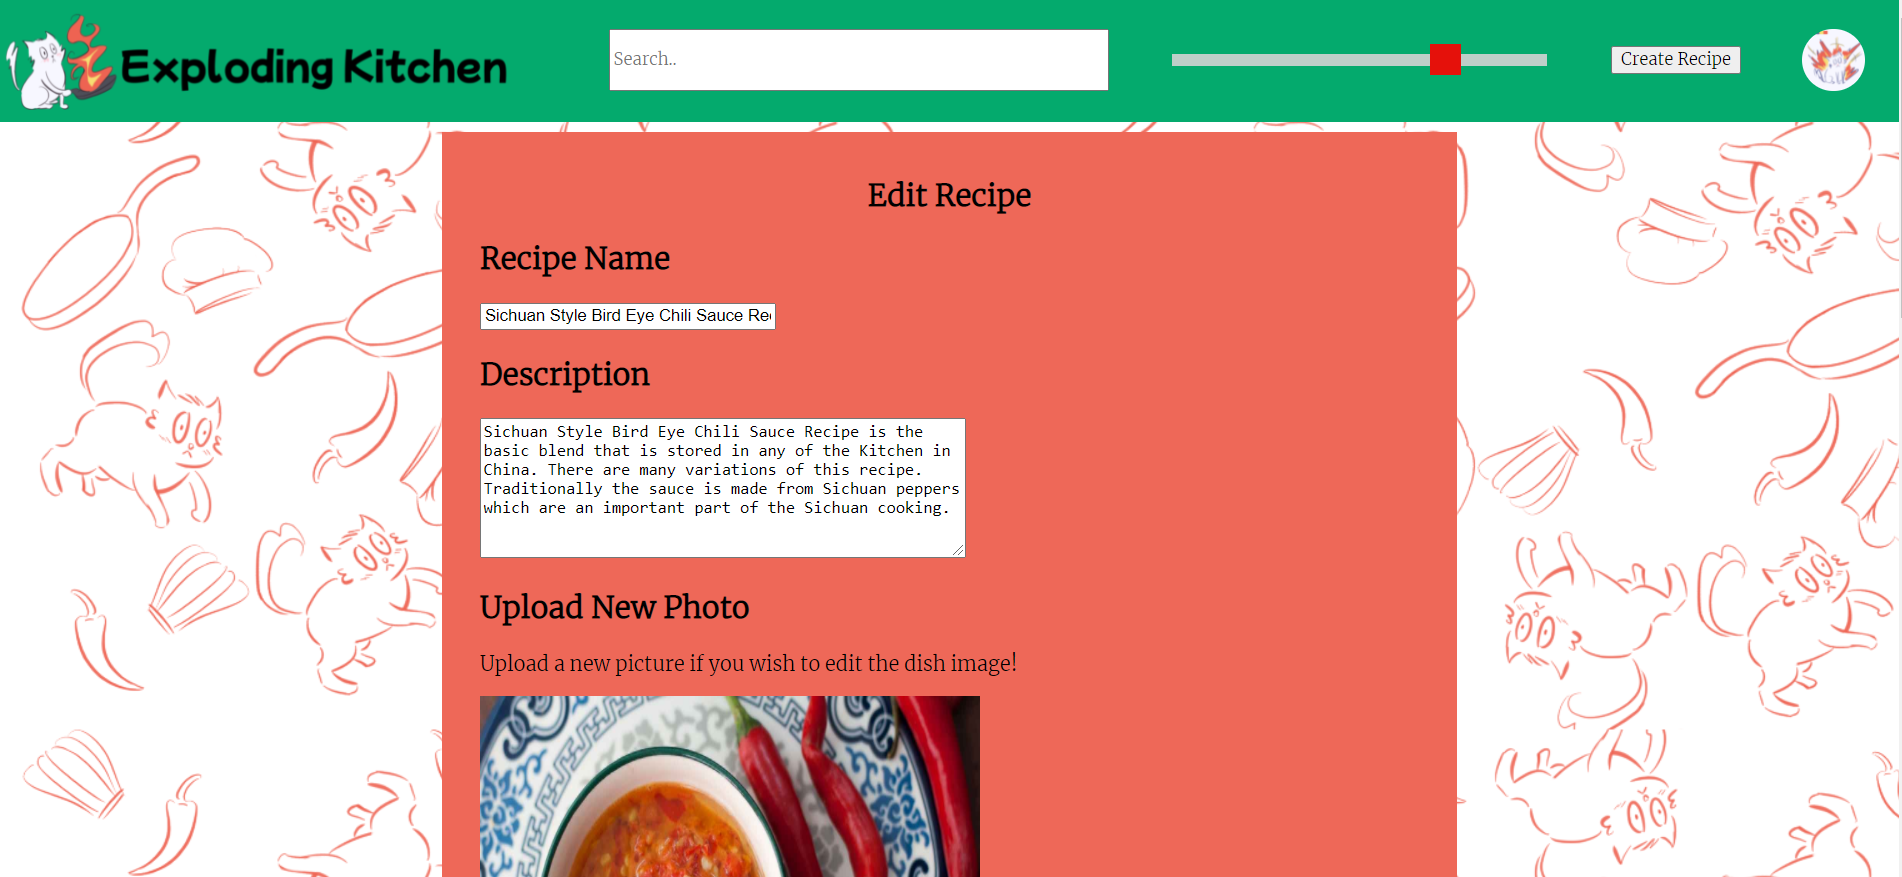 Exploding Kitchen
Search..
Create Recipe
Edit Recipe
Recipe Name
Sichuan Style Bird Eye Chili Sauce Re
Description
Sichuan Style Bird Eye Chili Sauce Recipe is the
basic blend that is stored in any of the Kitchen in
China. There are many variations of this recipe.
Traditionally the sauce is made from Sichuan peppers
which are an important part of the Sichuan cooking.
Upload New Photo
Upload a new picture if you wish to edit the dish image!